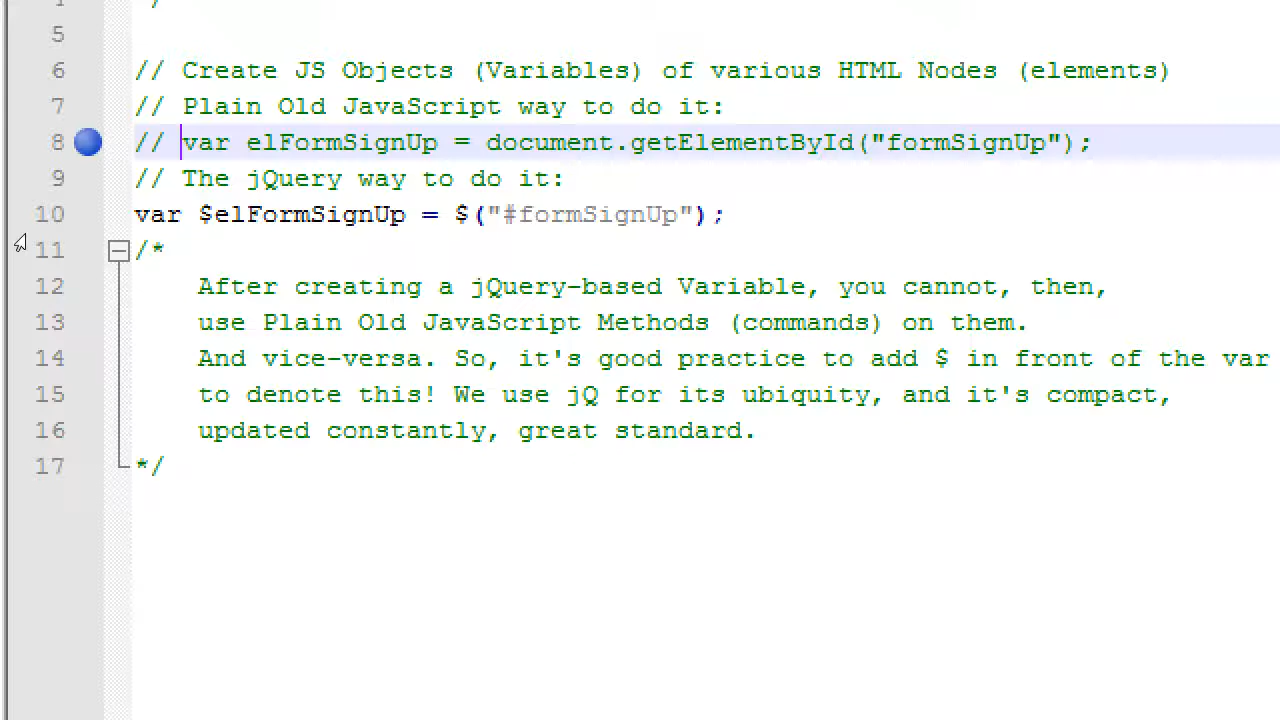 4 */
5
6 // Create JS Objects (Variables) of various HTML Nodes (elements)
7 // Plain Old JavaScript way to do it:
8 // var elFormSignUp = document.getElementById("formSignUp");
9 // The jQuery way to do it:
10 var $elFormSignUp = $("#formSignUp");
11 /*
12 After creating a jQuery-based Variable, you cannot, then,
13 use Plain Old JavaScript Methods (commands) on them.
14 And vice-versa. So, it's good practice to add $ in front of the var
15 to denote this! We use jQ for its ubiquity, and it's compact,
16 updated constantly, great standard.
17 */